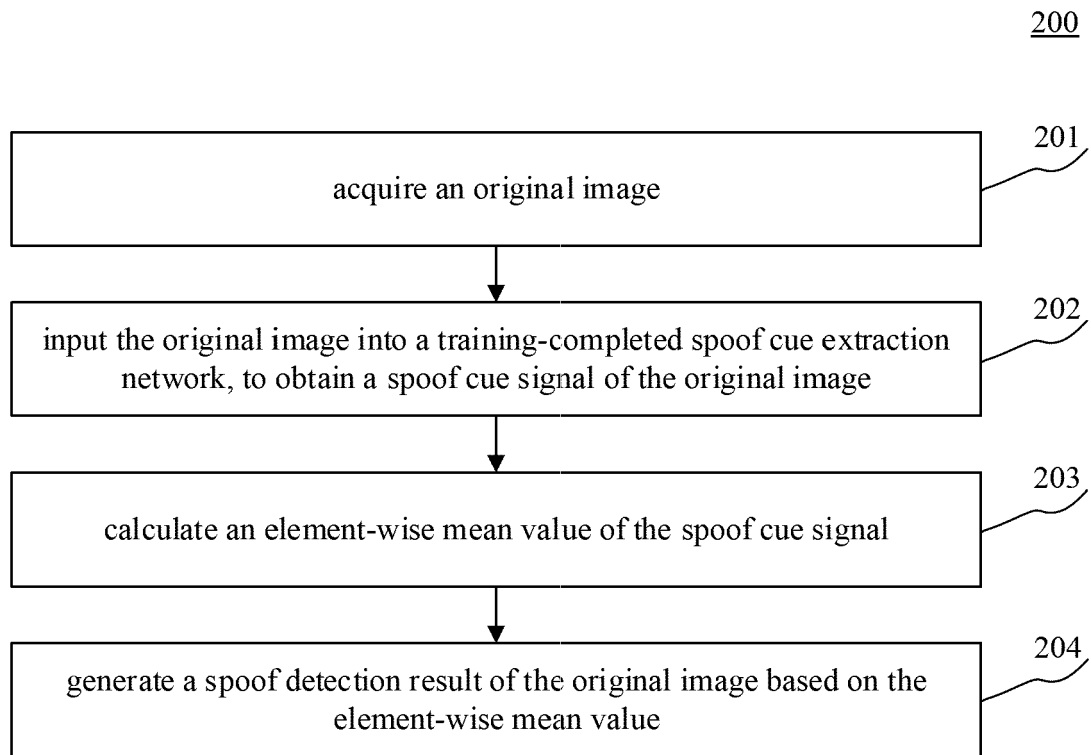 200
201
acquire an original image
202
input the original image into a training-completed spoof cue extraction
network, to obtain a spoof cue signal of the original image
203
calculate an element-wise mean value of the spoof cue signal
204
generate a spoof detection result of the original image based on the
element-wise mean value